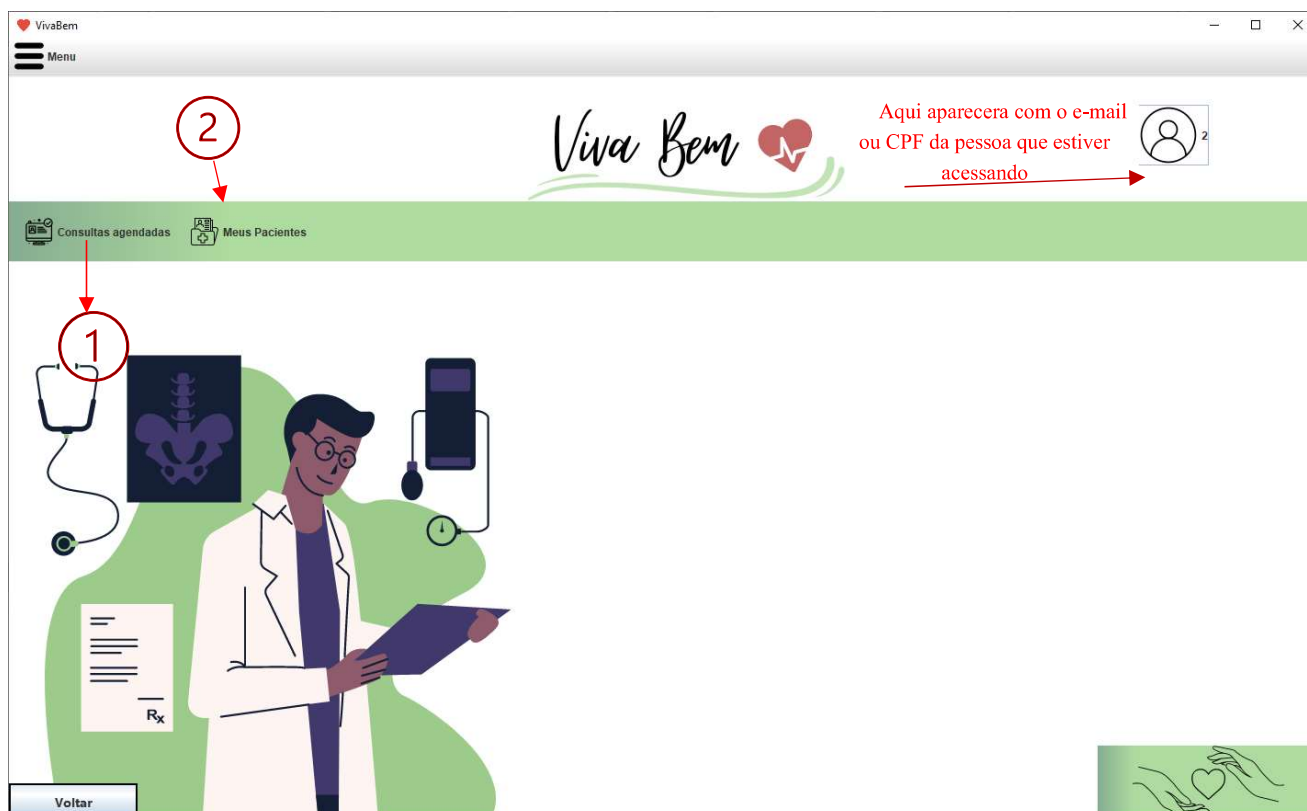 VivaBem
Menu
2
Viva Bem
Aqui aparecera com o e-mail
ou CPF da pessoa que estiver
acessando
2
Consultas agendadas
Meus Pacientes
1
Rx
Voltar